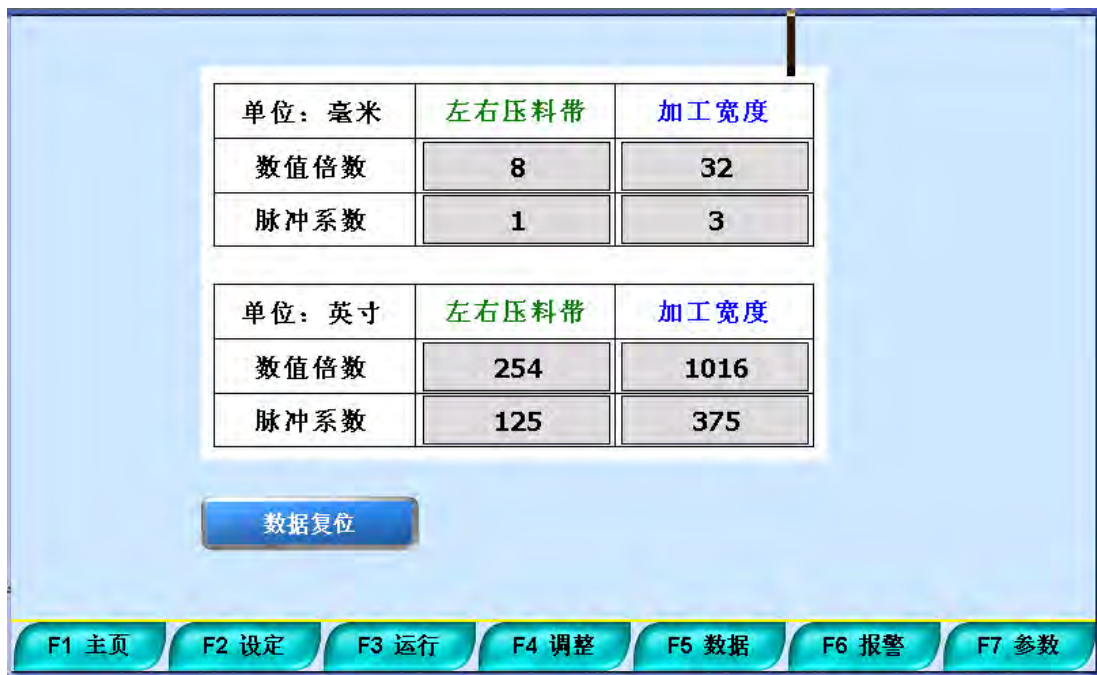 单位：毫米 左右压料带 加工宽度
数值倍数 8 32
脉冲系数 1 3
单位：英寸 左右压料带 加工宽度
数值倍数 254 1016
脉冲系数 125 375
数据复位
F1 主页 F2 设定 F3 运行 F4 调整 F5 数据 F6 报警 F7 参数